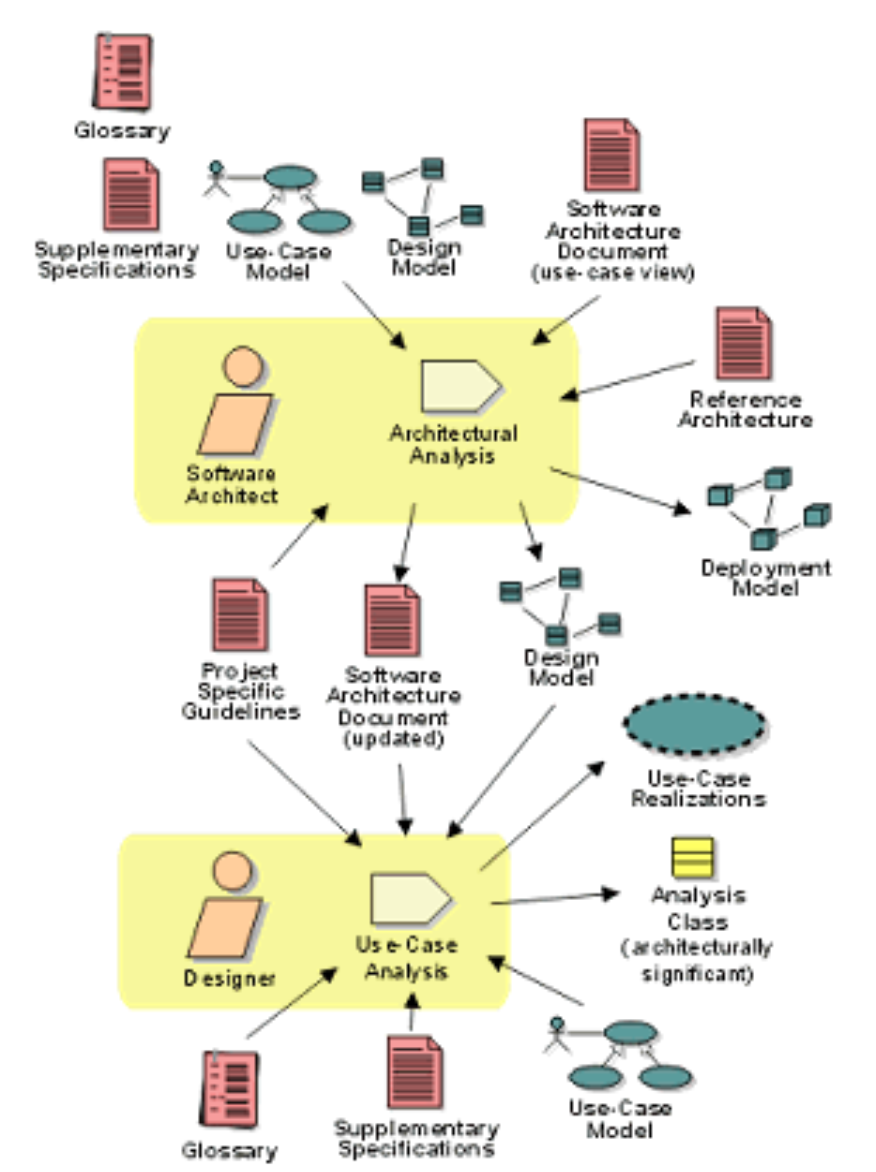 Glossary
Supplementary
Specifications
Use-Case
Model
Design
Model
Software
Architecture
Document
(use-case view)
Reference
Architecture
Software
Architect
Architectural
Analysis
Deployment
Model
Project
Specific
Guidelines
Software
Architecture
Document
(updated)
Design
Model
Use-Case
Realizations
Designer
Use-Case
Analysis
Analysis
Class
(architecturally
significant)
Glossary
Supplementary
Specifications
Use-Case
Model